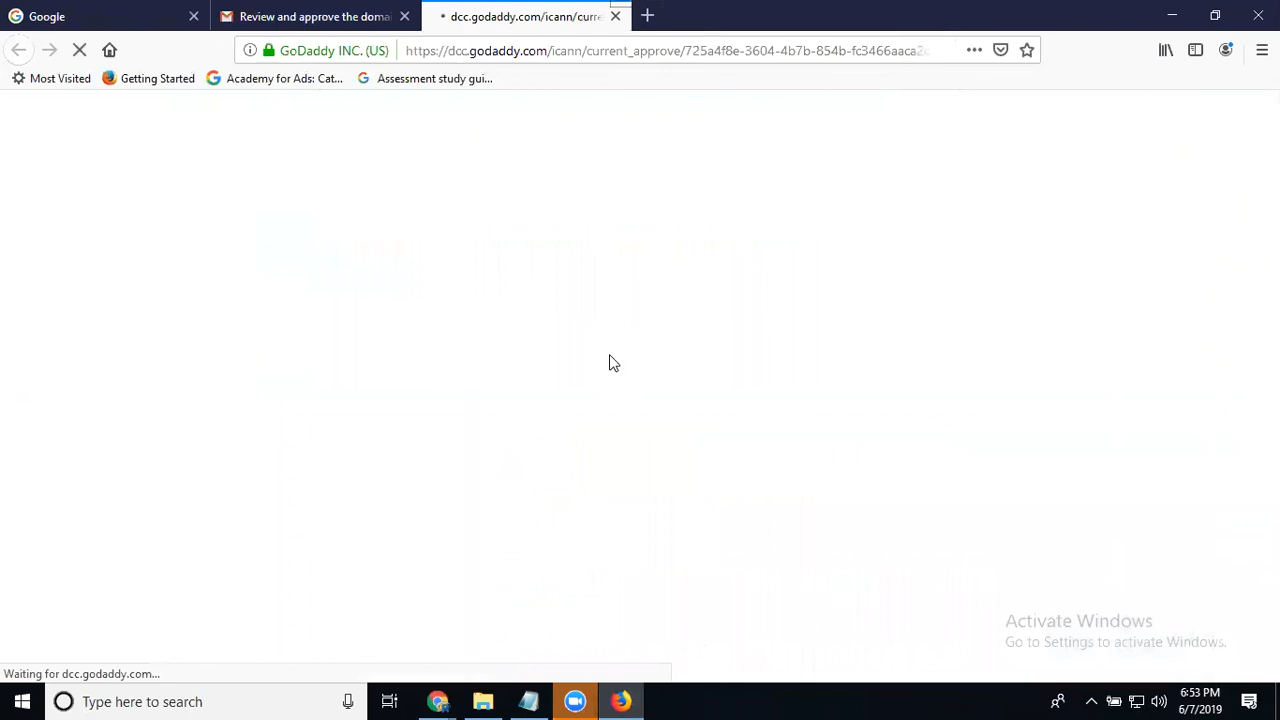 Google
Review and approve the domai
dcc.godaddy.com/icann/curre
GoDaddy INC. (US)
https://dcc.godaddy.com/icann/current_approve/725a4f8e-3604-4b7b-854b-fc3466aaca2c
Most Visited
Getting Started
Academy for Ads: Cat...
Assessment study gui...
Activate Windows
Go to Settings to activate Windows.
Waiting for dcc.godaddy.com...
Type here to search
6:53 PM
6/7/2019